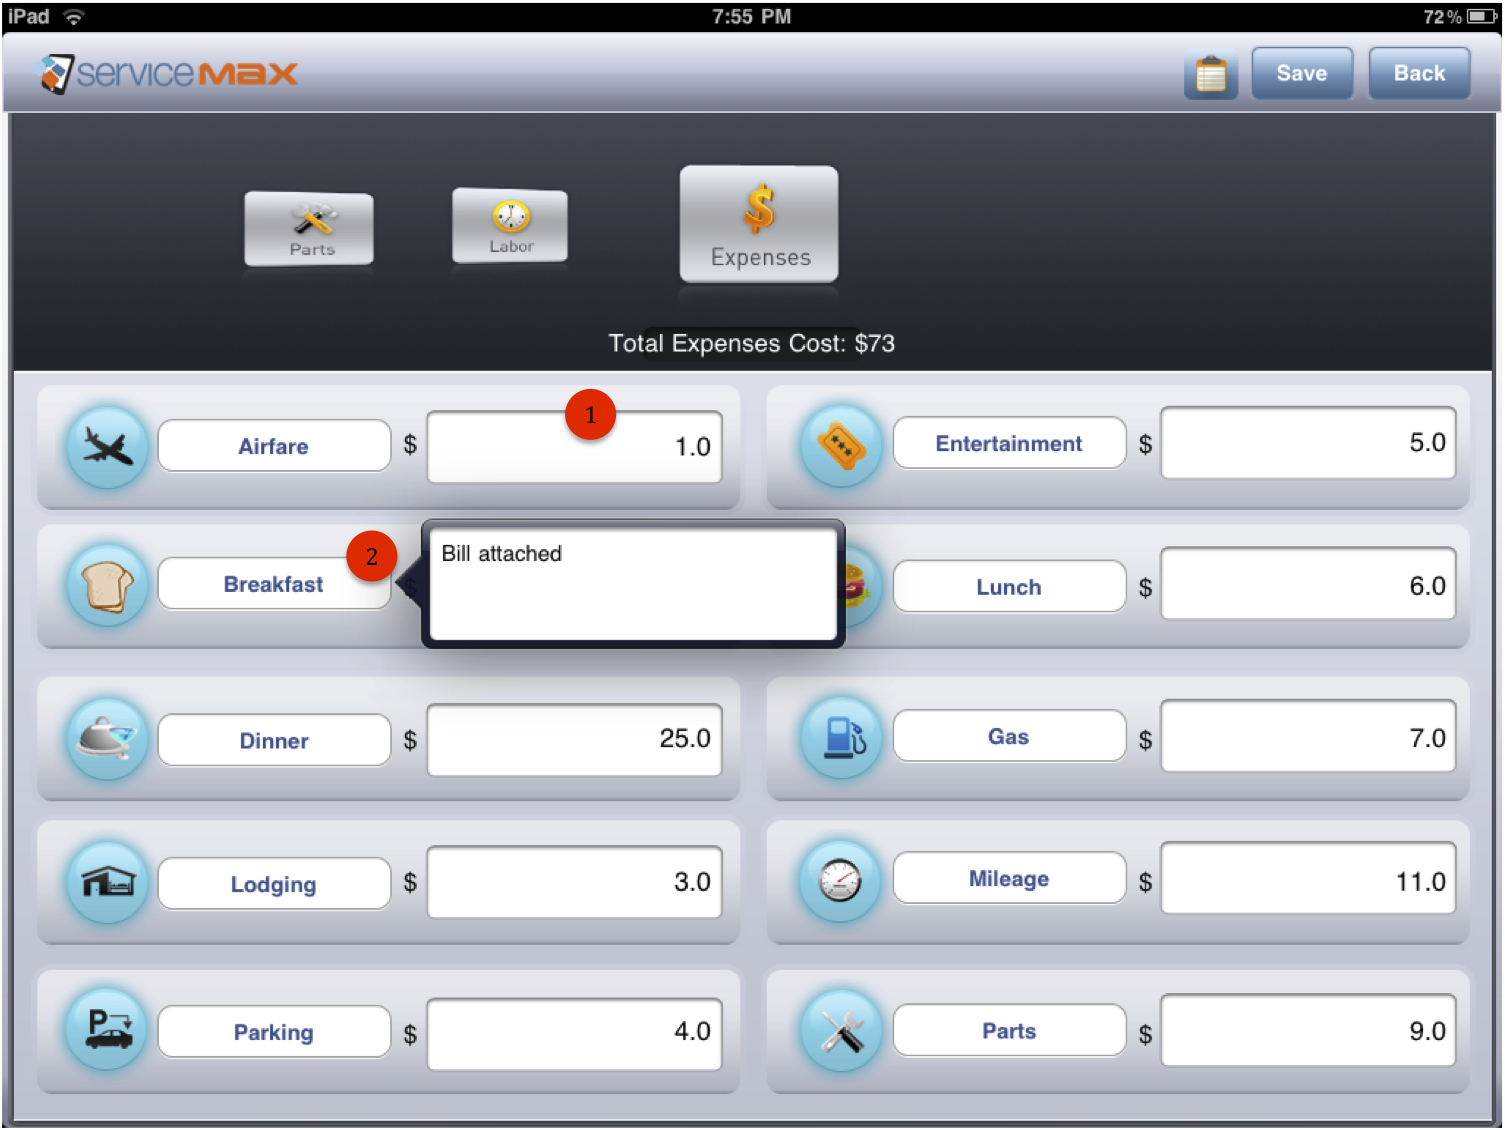 iPad 7:55 PM 72%
serviceMax Save Back
Parts Labor Expenses
Total Expenses Cost: $73
1
Airfare $ 1.0 Entertainment $ 5.0
2
Bill attached
Breakfast Lunch $ 6.0
Dinner $ 25.0 Gas $ 7.0
Lodging $ 3.0 Mileage $ 11.0
P
Parking $ 4.0 Parts $ 9.0